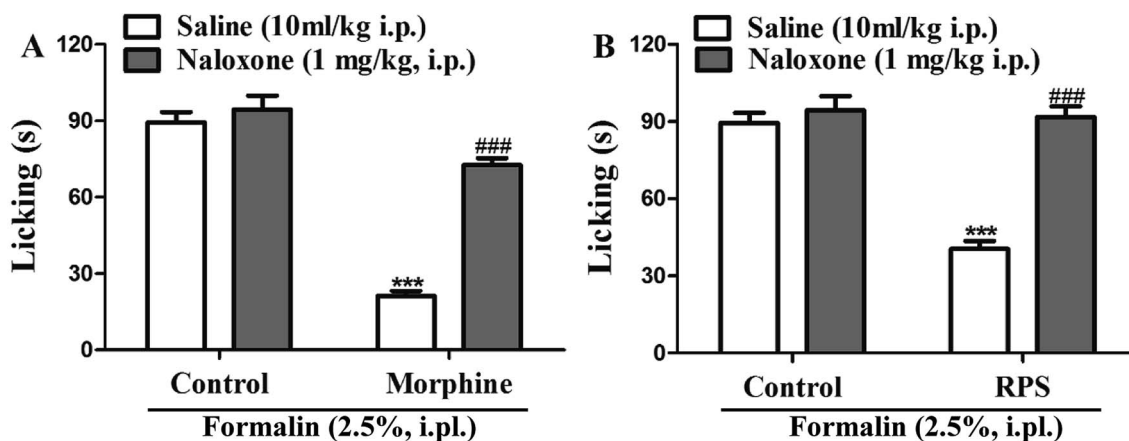 A
Saline (10ml/kg i.p.)
Naloxone (1 mg/kg, i.p.)
Licking (s)
120
90
60
30
0
***
###
Control
Morphine
Formalin (2.5%, i.pl.)
B
Saline (10ml/kg i.p.)
Naloxone (1 mg/kg i.p.)
Licking (s)
120
90
60
30
0
***
###
Control
RPS
Formalin (2.5%, i.pl.)